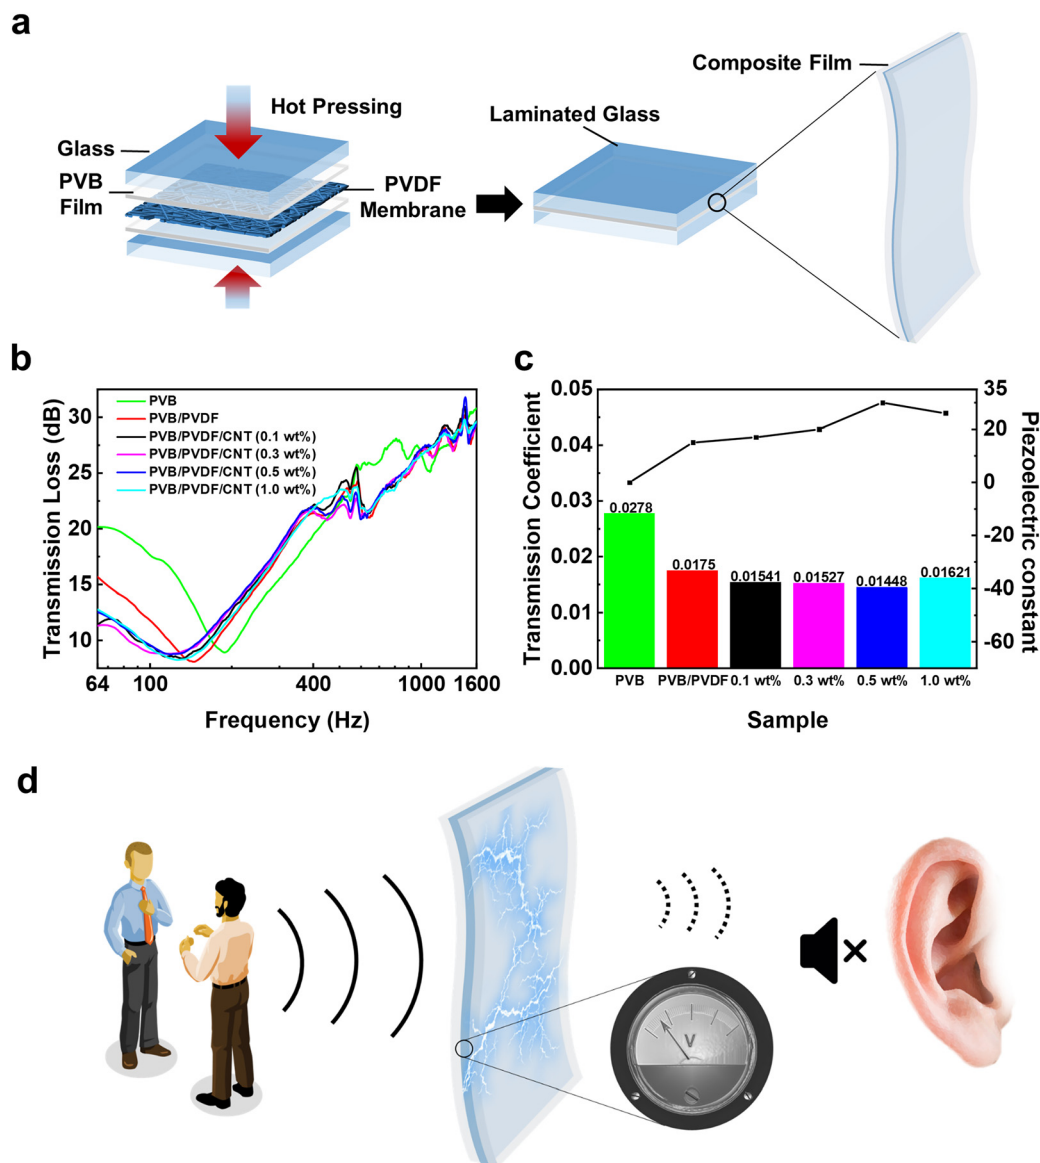 a
Hot Pressing
Glass
PVB
Film
PVDF
Membrane
Laminated Glass
Composite Film
b
Transmission Loss (dB)
30
25
20
15
10
PVB
PVB/PVDF
PVB/PVDF/CNT (0.1 wt%)
PVB/PVDF/CNT (0.3 wt%)
PVB/PVDF/CNT (0.5 wt%)
PVB/PVDF/CNT (1.0 wt%)
64 100 400 1000 1600
Frequency (Hz)
c
Transmission Coefficient
0.05
0.04
0.03
0.02
0.01
0.00
0.0278
0.0175
0.01541
0.01527
0.01448
0.01621
PVB PVB/PVDF 0.1 wt% 0.3 wt% 0.5 wt% 1.0 wt%
Sample
35
20
0
-20
-40
-60
Piezoelectric constant
d
V